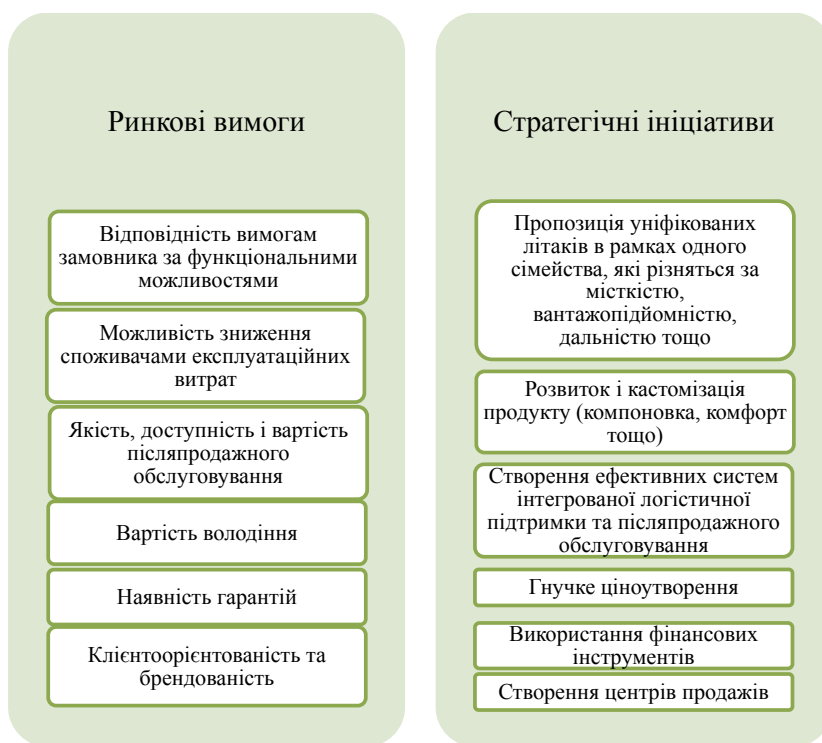 Ринкові вимоги
Відповідність вимогам
замовника за функціональними
можливостями
Можливість зниження
споживачами експлуатаційних
витрат
Якість, доступність і вартість
післяпродажного
обслуговування
Вартість володіння
Наявність гарантій
Клієнтоорієнтованість та
брендованість
Стратегічні ініціативи
Пропозиція уніфікованих
літаків в рамках одного
сімейства, які різняться за
місткістю,
вантажопідйомністю,
дальністю тощо
Розвиток і кастомізація
продукту (компоновка, комфорт
тощо)
Створення ефективних систем
інтегрованої логістичної
підтримки та післяпродажного
обслуговування
Гнучке ціноутворення
Використання фінансових
інструментів
Створення центрів продажів